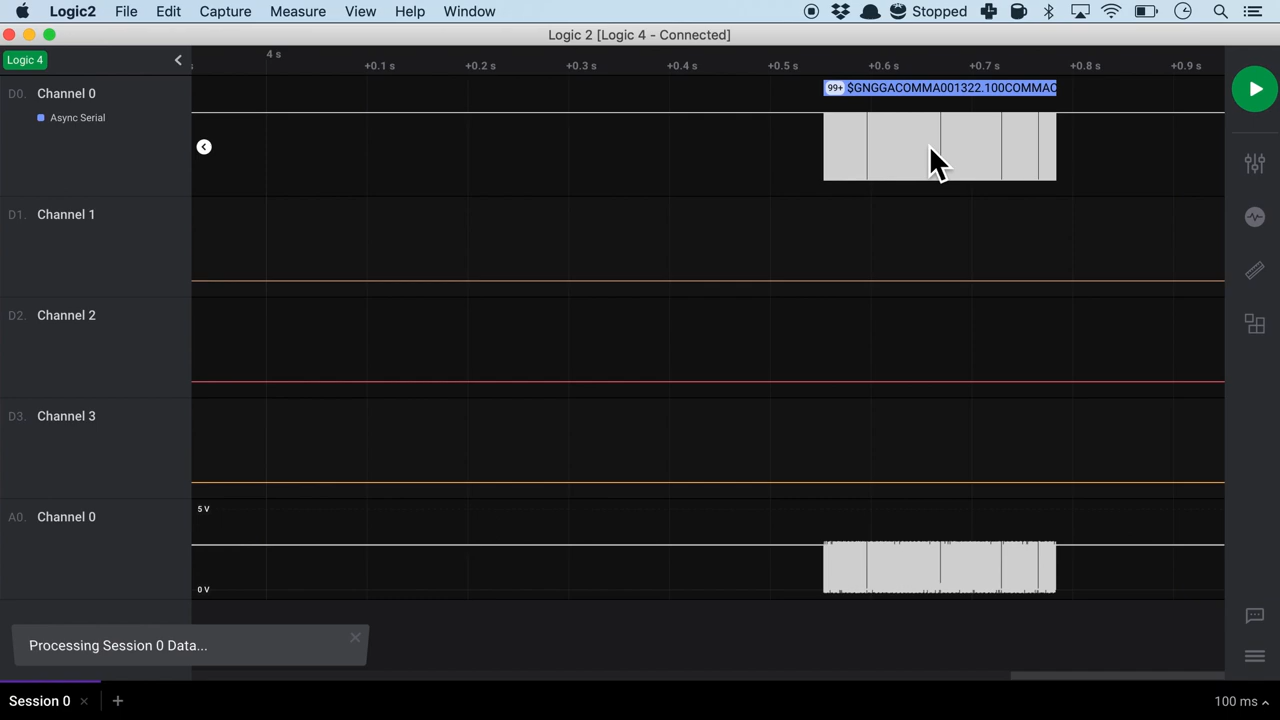 Logic2 File Edit Capture Measure View Help Window Stopped
Logic 2 [Logic 4 - Connected]
Logic 4
4 s
+0.1 s +0.2 s +0.3 s +0.4 s +0.5 s +0.6 s +0.7 s +0.8 s +0.9 s
D0. Channel 0
Async Serial
99+ $GNGGACOMMA001322.100COMMAC
D1. Channel 1
D2. Channel 2
D3. Channel 3
A0. Channel 0
5 V
0 V
Processing Session 0 Data...
Session 0
100 ms